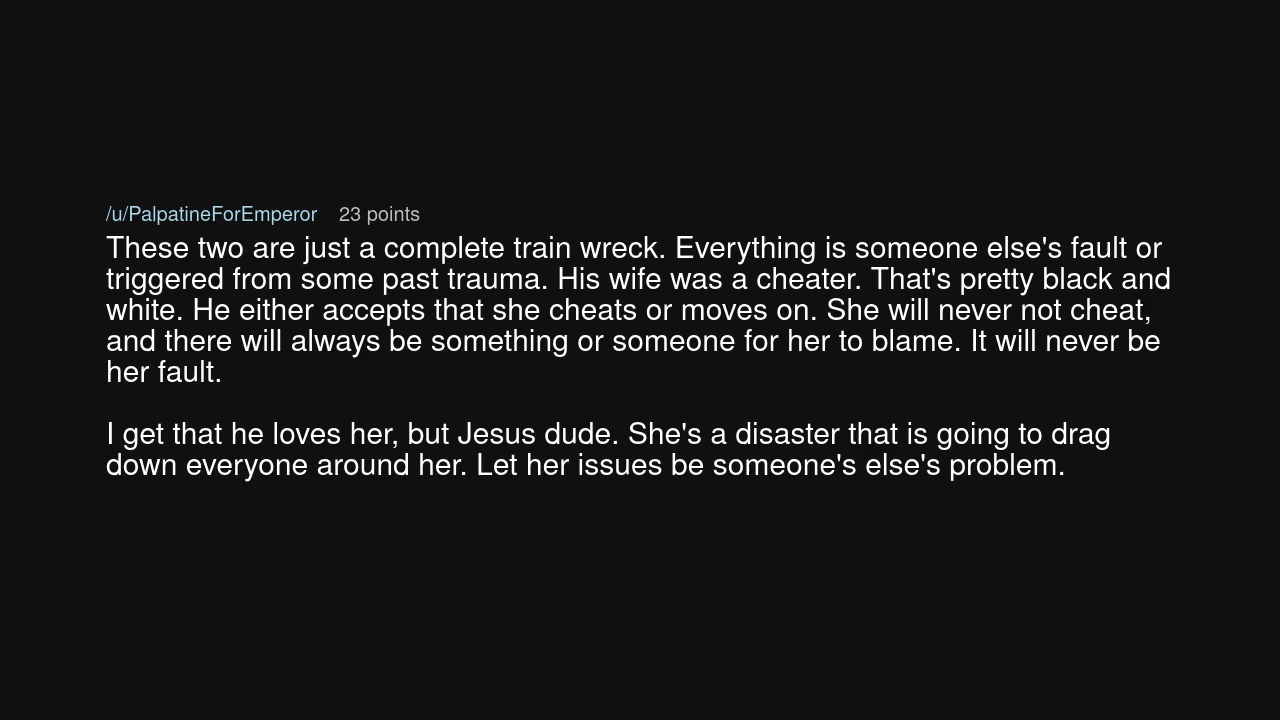 /u/PalpatineForEmperor 23 points
These two are just a complete train wreck. Everything is someone else's fault or
triggered from some past trauma. His wife was a cheater. That's pretty black and
white. He either accepts that she cheats or moves on. She will never not cheat,
and there will always be something or someone for her to blame. It will never be
her fault.
I get that he loves her, but Jesus dude. She's a disaster that is going to drag
down everyone around her. Let her issues be someone's else's problem.